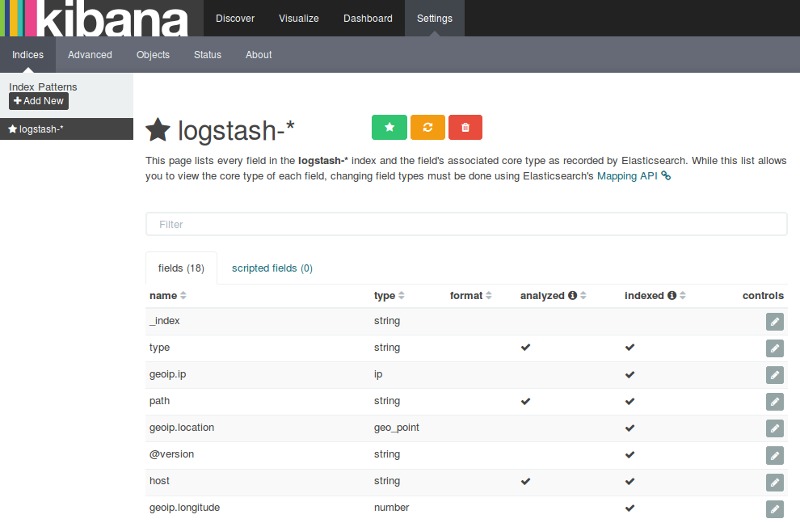 kibana
Discover Visualize Dashboard Settings
Indices Advanced Objects Status About
Index Patterns
Add New
logstash-*
logstash-*
This page lists every field in the logstash-* index and the field's associated core type as recorded by Elasticsearch. While this list allows
you to view the core type of each field, changing field types must be done using Elasticsearch's Mapping API
Filter
fields (18) scripted fields (0)
name type format analyzed indexed controls
_index string
type string
geoip.ip ip
path string
geoip.location geo_point
@version string
host string
geoip.longitude number